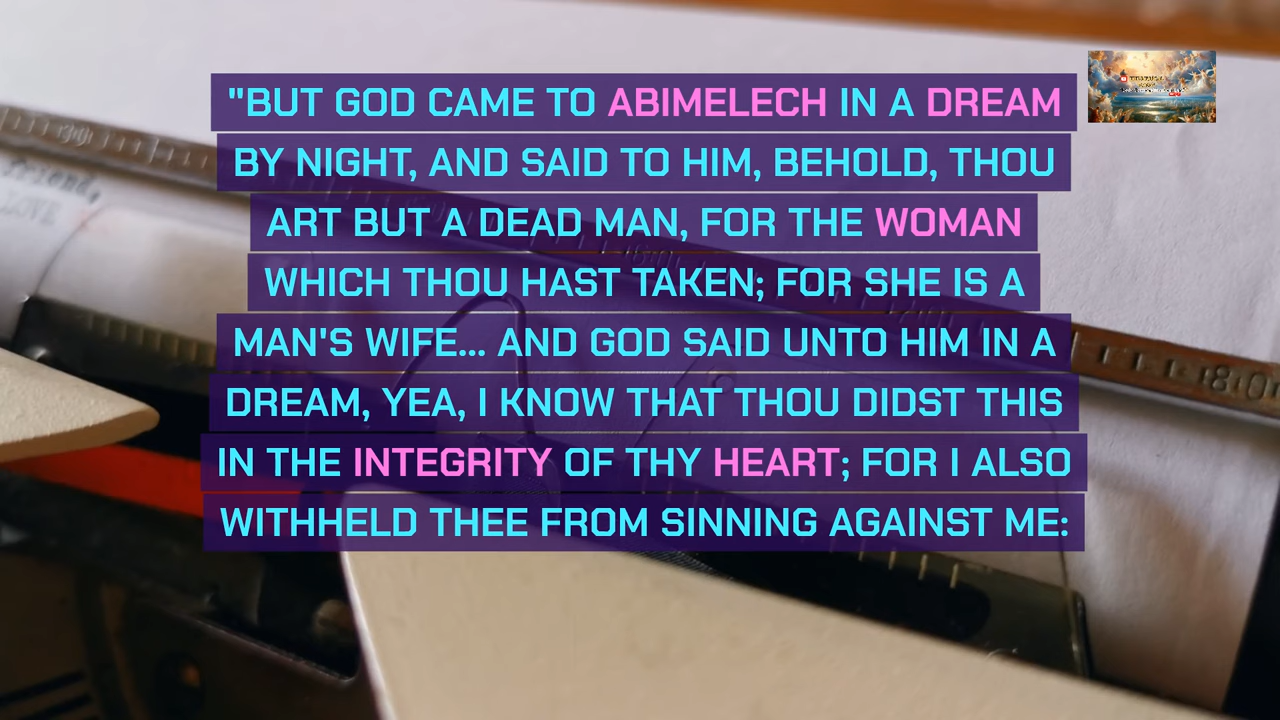 "BUT GOD CAME TO ABIMELECH IN A DREAM
BY NIGHT, AND SAID TO HIM, BEHOLD, THOU
ART BUT A DEAD MAN, FOR THE WOMAN
WHICH THOU HAST TAKEN; FOR SHE IS A
MAN'S WIFE... AND GOD SAID UNTO HIM IN A
DREAM, YEA, I KNOW THAT THOU DIDST THIS
IN THE INTEGRITY OF THY HEART; FOR I ALSO
WITHHELD THEE FROM SINNING AGAINST ME:
friend,
LOVE